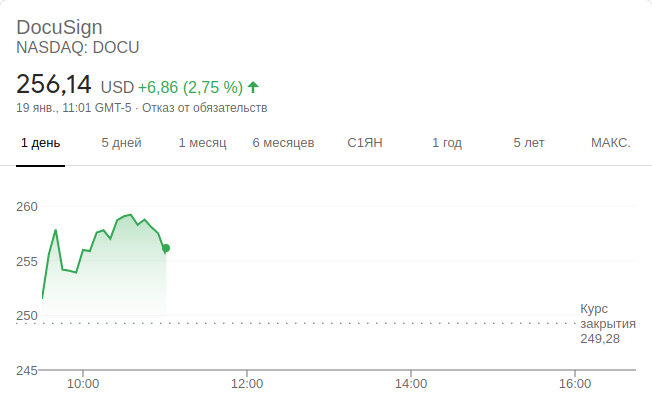 DocuSign
NASDAQ: DOCU
256,14 USD +6,86 (2,75 %)
19 янв., 11:01 GMT-5 · Отказ от обязательств
1 день 5 дней 1 месяц 6 месяцев С1ЯН 1 год 5 лет МАКС.
260
255
250
Курс
закрытия
249,28
245
10:00 12:00 14:00 16:00